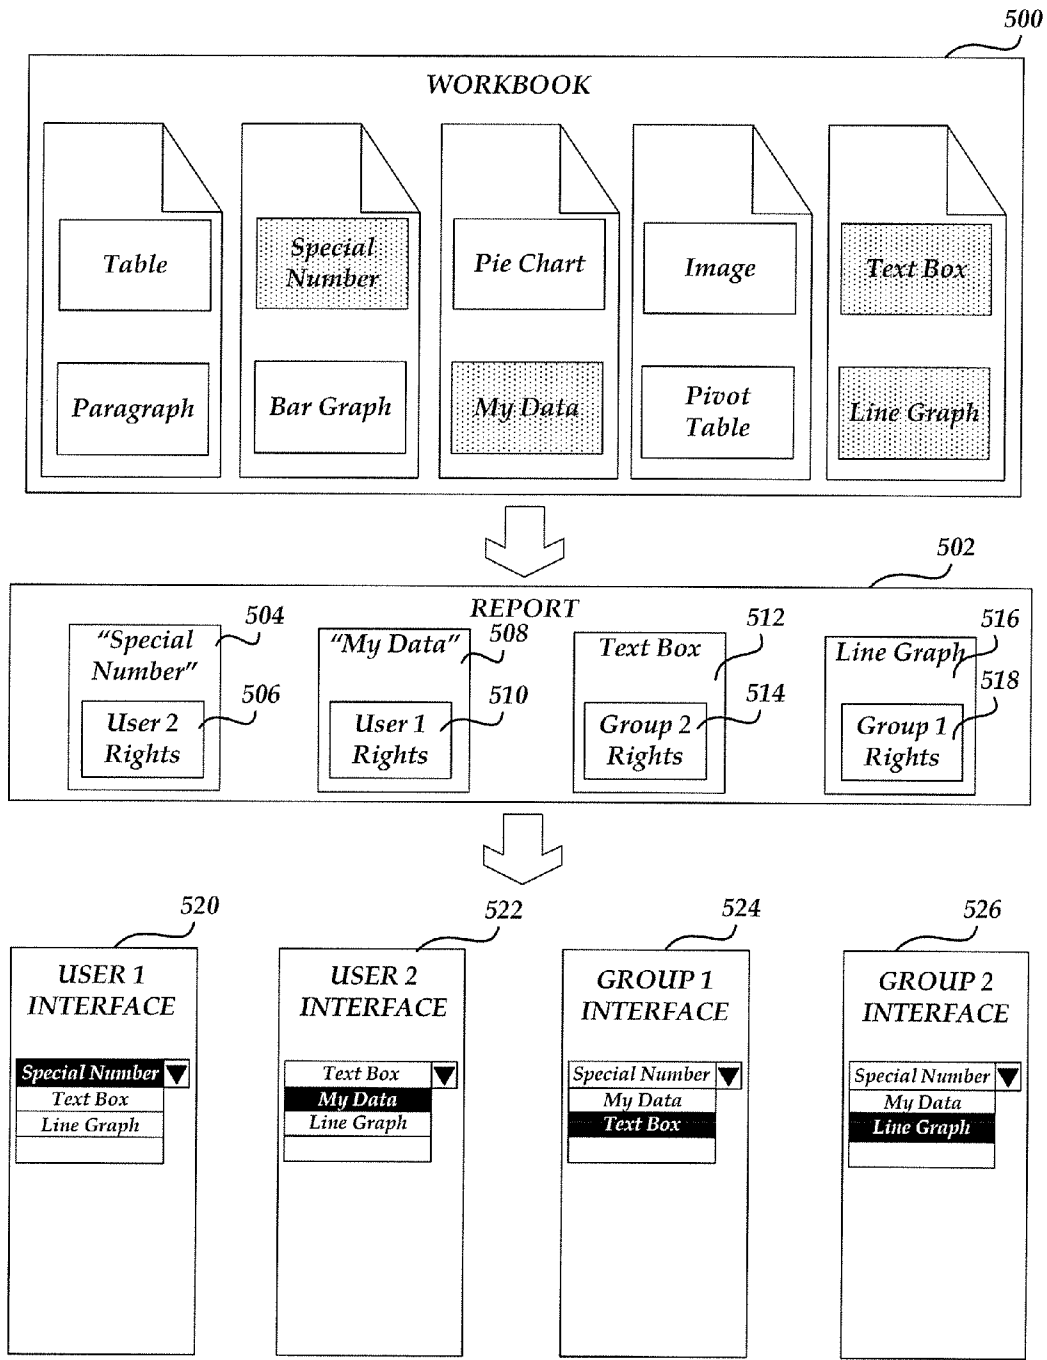 500
WORKBOOK
Table
Special
Number
Pie Chart
Image
Text Box
Paragraph
Bar Graph
My Data
Pivot
Table
Line Graph
502
REPORT
"Special
Number"
504
"My Data"
508
Text Box
512
Line Graph
516
User 2
Rights
506
User 1
Rights
510
Group 2
Rights
514
Group 1
Rights
518
520
522
524
526
USER 1
INTERFACE
Special Number
Text Box
Line Graph
USER 2
INTERFACE
Text Box
My Data
Line Graph
GROUP 1
INTERFACE
Special Number
My Data
Text Box
GROUP 2
INTERFACE
Special Number
My Data
Line Graph